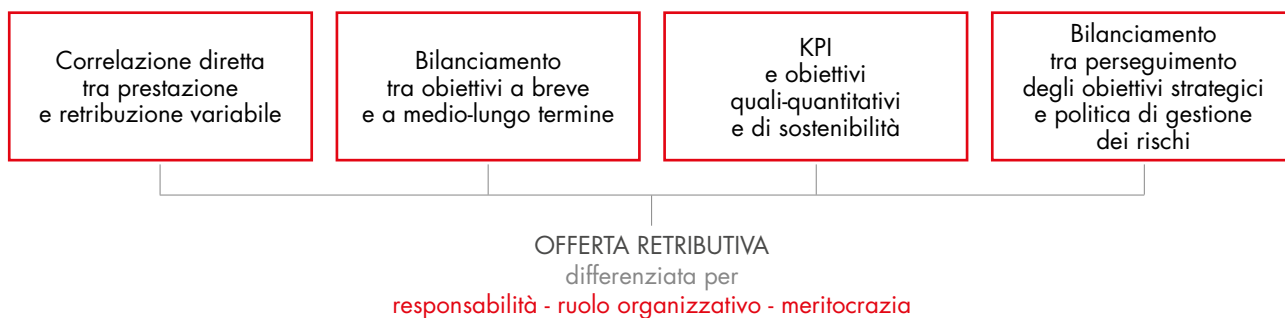 Correlazione diretta
tra prestazione
e retribuzione variabile
Bilanciamento
tra obiettivi a breve
e a medio-lungo termine
KPI
e obiettivi
quali-quantitativi
e di sostenibilità
Bilanciamento
tra perseguimento
degli obiettivi strategici
e politica di gestione
dei rischi
OFFERTA RETRIBUTIVA
differenziata per
responsabilità - ruolo organizzativo - meritocrazia